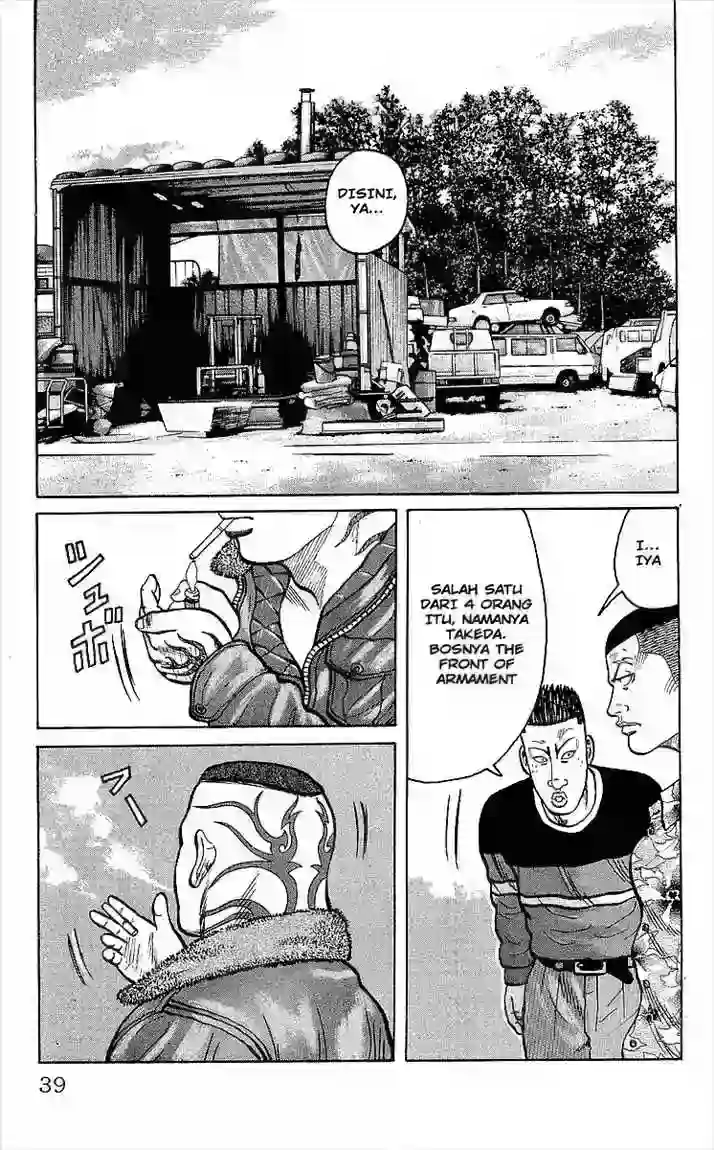 DISINI,
YA...
I...
IYA
SALAH SATU
DARI 4 ORANG
ITU, NAMANYA
TAKEDA.
BOSNYA THE
FRONT OF
ARMAMENT
シュボ
フー
39